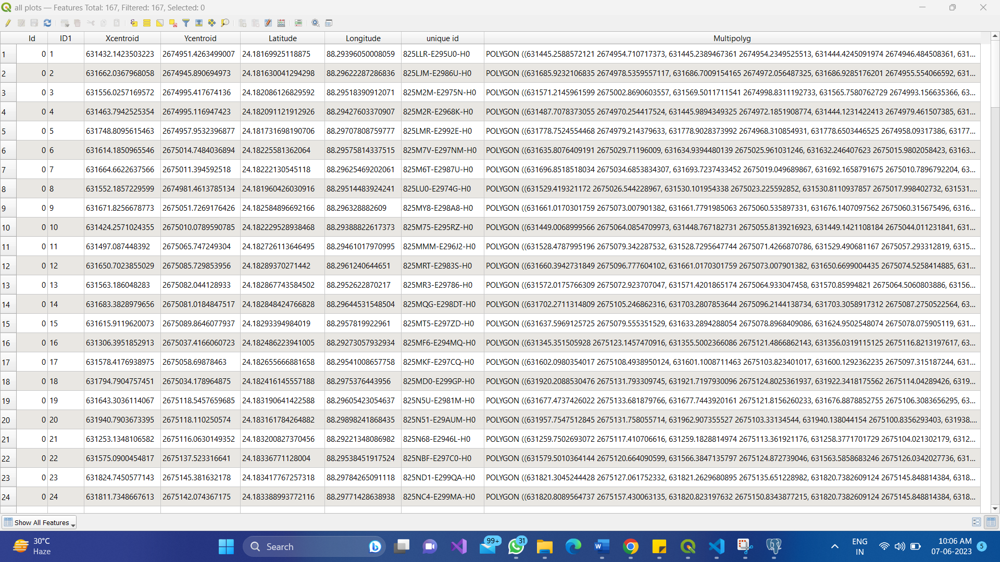 all plots — Features Total: 167, Filtered: 167, Selected: 0
Id ID1 Xcentroid Ycentroid Latitude Longitude unique id Multipolyg
1 0 1 631432.1423503223 2674951.4263499007 24.18169925118875 88.29396050008059 825LLR-E295U0-H0 POLYGON ((631445.2588572121 2674954.710717373, 631445.2389467361 2674954.2349525513, 631444.4245091974 2674946.484508361, 631...
2 0 2 631662.0367968058 2674945.890694973 24.181630041294298 88.29622287286836 825LJM-E2986U-H0 POLYGON ((631685.9232106835 2674978.5359557117, 631686.7009154165 2674972.056487325, 631686.9285176201 2674955.554066592, 631...
3 0 3 631556.0257169572 2674995.417674136 24.182086126829592 88.29518390912071 825M2M-E2975N-H0 POLYGON ((631571.2145961599 2675002.8690603557, 631569.5011711541 2674998.8311192733, 631565.7580762729 2674993.156635366, 63...
4 0 4 631463.7942525354 2674995.116947423 24.182091121912926 88.29427603370907 825M2R-E2968K-H0 POLYGON ((631487.7078373055 2674970.254417524, 631445.9894349325 2674972.1851908774, 631444.1231422413 2674979.461507385, 631...
5 0 5 631748.8095615463 2674957.9532396877 24.181731698190706 88.29707808759777 825LMR-E2992E-H0 POLYGON ((631778.7524554468 2674979.214379633, 631778.9028373992 2674968.310854931, 631778.6503446525 2674958.09317386, 63177...
6 0 6 631614.1850965546 2675014.7484036894 24.18225581362064 88.29575814337515 825M7V-E297NM-H0 POLYGON ((631635.8076409191 2675029.71196009, 631634.9394480139 2675025.961031246, 631632.246407623 2675015.9802058423, 63163...
7 0 7 631664.6622637566 2675011.394592518 24.18222130545118 88.29625469202061 825M6T-E2987U-H0 POLYGON ((631696.8518518034 2675034.6853834307, 631693.7237433452 2675019.049689867, 631692.1658791675 2675010.7896792204, 63...
8 0 8 631552.1857229599 2674981.4613785134 24.181960426030916 88.29514483924241 825LU0-E2974G-H0 POLYGON ((631529.419321172 2675026.544228967, 631530.101954338 2675023.225592852, 631530.8110937857 2675017.998402732, 631531....
9 0 9 631671.8256678773 2675051.7269176426 24.182584896692166 88.296328882609 825MY8-E298A8-H0 POLYGON ((631661.0170301759 2675073.007901382, 631661.7791985063 2675060.535897331, 631676.1407097562 2675060.315675496, 6316...
10 0 10 631424.2571024355 2675010.0789590785 24.182229528938468 88.29388822617373 825M75-E295RZ-H0 POLYGON ((631449.0068999566 2675064.0854709973, 631448.767182731 2675055.8139216923, 631449.1421108184 2675044.011231841, 631...
11 0 11 631497.087448392 2675065.747249304 24.182726113646495 88.29461017970995 825MMM-E296J2-H0 POLYGON ((631528.4787995196 2675079.342287532, 631528.7295647744 2675071.4266870786, 631529.490681167 2675057.293312819, 6315...
12 0 12 631650.7023855029 2675085.729853956 24.18289370271442 88.2961240644651 825MRT-E2983S-H0 POLYGON ((631660.3942731849 2675096.777604102, 631661.0170301759 2675073.007901382, 631650.6699004435 2675074.5258414885, 631...
13 0 13 631563.186048283 2675082.044128933 24.182867743584502 88.2952622870217 825MR3-E29786-H0 POLYGON ((631572.0175766309 2675072.923707047, 631571.4201865174 2675064.933047458, 631570.85994821 2675064.5060803886, 63156...
14 0 14 631683.3828979656 2675081.0184847517 24.182848424766828 88.29644531548504 825MQG-E298DT-H0 POLYGON ((631702.2711314809 2675105.246862316, 631703.2807853644 2675096.2144138734, 631703.3058917312 2675087.2750522564, 63...
15 0 15 631615.9119620073 2675089.8646077937 24.18293394984019 88.2957819922961 825MT5-E297ZD-H0 POLYGON ((631637.5969125725 2675079.555351529, 631633.2894288054 2675078.8968409086, 631624.9502548074 2675078.075905119, 631...
16 0 16 631306.3951852913 2675037.4166060723 24.182486223941005 88.29273057932934 825MF6-E294MQ-H0 POLYGON ((631345.351505928 2675123.1457470916, 631355.5002366086 2675121.4866862143, 631356.0319115125 2675116.8213197617, 63...
17 0 17 631578.4176938975 2675058.69878463 24.182655666881658 88.29541008657758 825MKF-E297CQ-H0 POLYGON ((631602.0980354017 2675108.4938950124, 631601.1008711463 2675103.823401017, 631600.1292362235 2675097.315187244, 631...
18 0 18 631794.7904757451 2675034.178964875 24.182416145557188 88.2975376443956 825MD0-E299GP-H0 POLYGON ((631920.2088530476 2675131.793309745, 631921.7197930096 2675124.8025361937, 631922.3418175562 2675114.04289426, 6319...
19 0 19 631643.3036114067 2675118.5457659685 24.183190641422588 88.29605423054637 825N5U-E2981M-H0 POLYGON ((631677.4737426022 2675133.681879766, 631677.7443920161 2675121.8156260233, 631676.8878852755 2675106.3083656295, 63...
20 0 20 631940.7903673395 2675118.110250574 24.183161784264882 88.29898241868435 825N51-E29AUM-H0 POLYGON ((631957.7547512845 2675131.758055714, 631962.907355527 2675103.33134544, 631940.138044154 2675100.8356293403, 631938....
21 0 21 631253.1348106582 2675116.0630149352 24.183200827370456 88.29221348086982 825N68-E2946L-H0 POLYGON ((631259.7502693072 2675117.410706616, 631259.1828814974 2675113.361921176, 631258.3771701729 2675104.021302179, 6312...
22 0 22 631575.0900454817 2675137.523316641 24.18336771128004 88.29538451917524 825NBF-E297C0-H0 POLYGON ((631579.5010364144 2675120.664090599, 631566.3847135797 2675124.872739046, 631563.5858683246 2675126.0342027736, 631...
23 0 23 631824.7450577143 2675145.381632178 24.183417767257318 88.29784265091118 825ND1-E299QA-H0 POLYGON ((631821.3045244428 2675127.061752332, 631821.2629680895 2675135.651228982, 631820.7382609124 2675145.848814384, 6318...
24 0 24 631811.7348667613 2675142.074367175 24.183388993772116 88.29771428638938 825NC4-E299MA-H0 POLYGON ((631820.8089564737 2675157.430063135, 631820.823197632 2675150.8343877215, 631820.7382609124 2675145.848814384, 6318...
Show All Features
30°C
Haze
Search
99+
31
ENG
IN
10:06 AM
07-06-2023
5